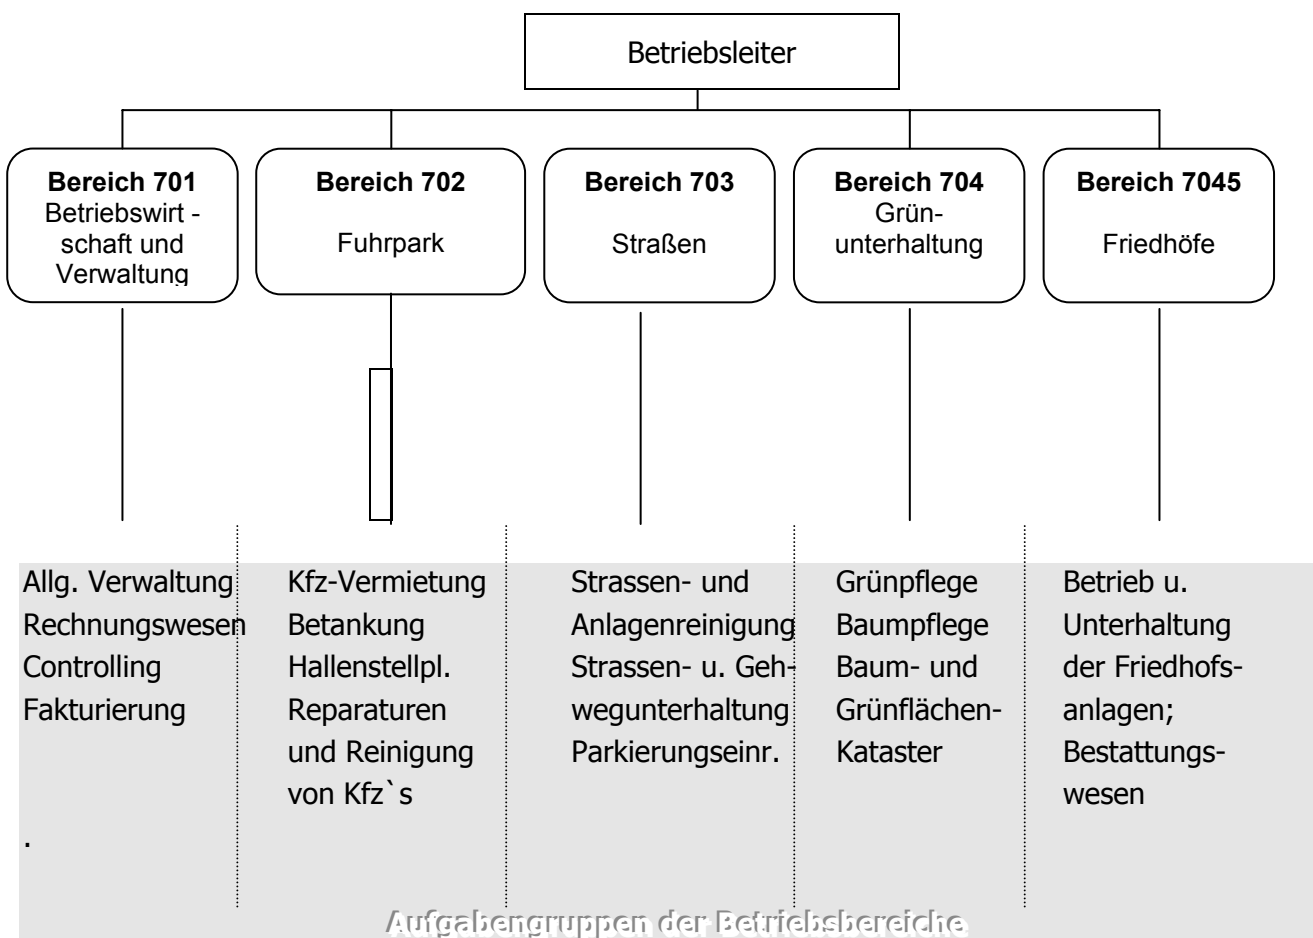 Betriebsleiter
Bereich 701
Betriebswirt -
schaft und
Verwaltung
Bereich 702
Fuhrpark
Bereich 703
Straßen
Bereich 704
Grün-
unterhaltung
Bereich 7045
Friedhöfe
Allg. Verwaltung
Rechnungswesen
Controlling
Fakturierung
.
Kfz-Vermietung
Betankung
Hallenstellpl.
Reparaturen
und Reinigung
von Kfz`s
Strassen- und
Anlagenreinigung
Strassen- u. Geh-
wegunterhaltung
Parkierungseinr.
Grünpflege
Baumpflege
Baum- und
Grünflächen-
Kataster
Betrieb u.
Unterhaltung
der Friedhofs-
anlagen;
Bestattungs-
wesen
Aufgabengruppen der Betriebsbereiche